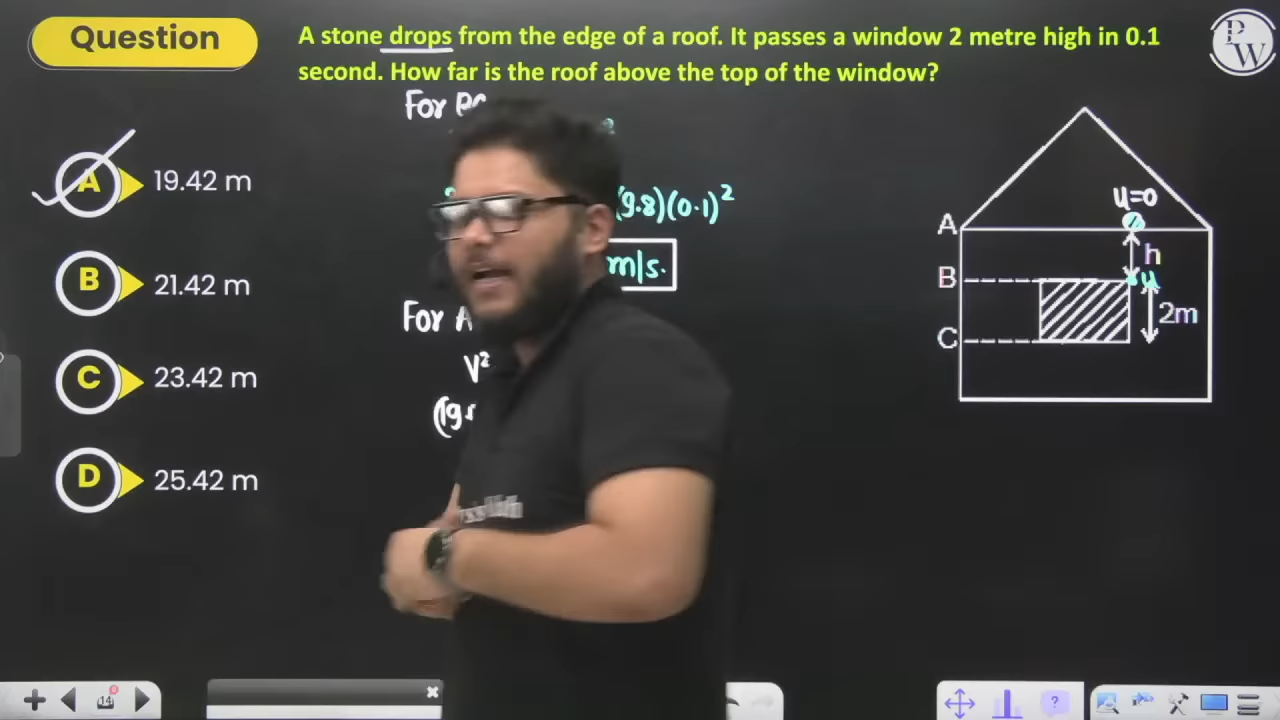 Question
A stone drops from the edge of a roof. It passes a window 2 metre high in 0.1
second. How far is the roof above the top of the window?
P
W
For
A 19.42 m
B 21.42 m
C 23.42 m
D 25.42 m
(9.8)(0.1)²
m/s.
For A
V²
u=0
A
h
B
u
2m
C
14